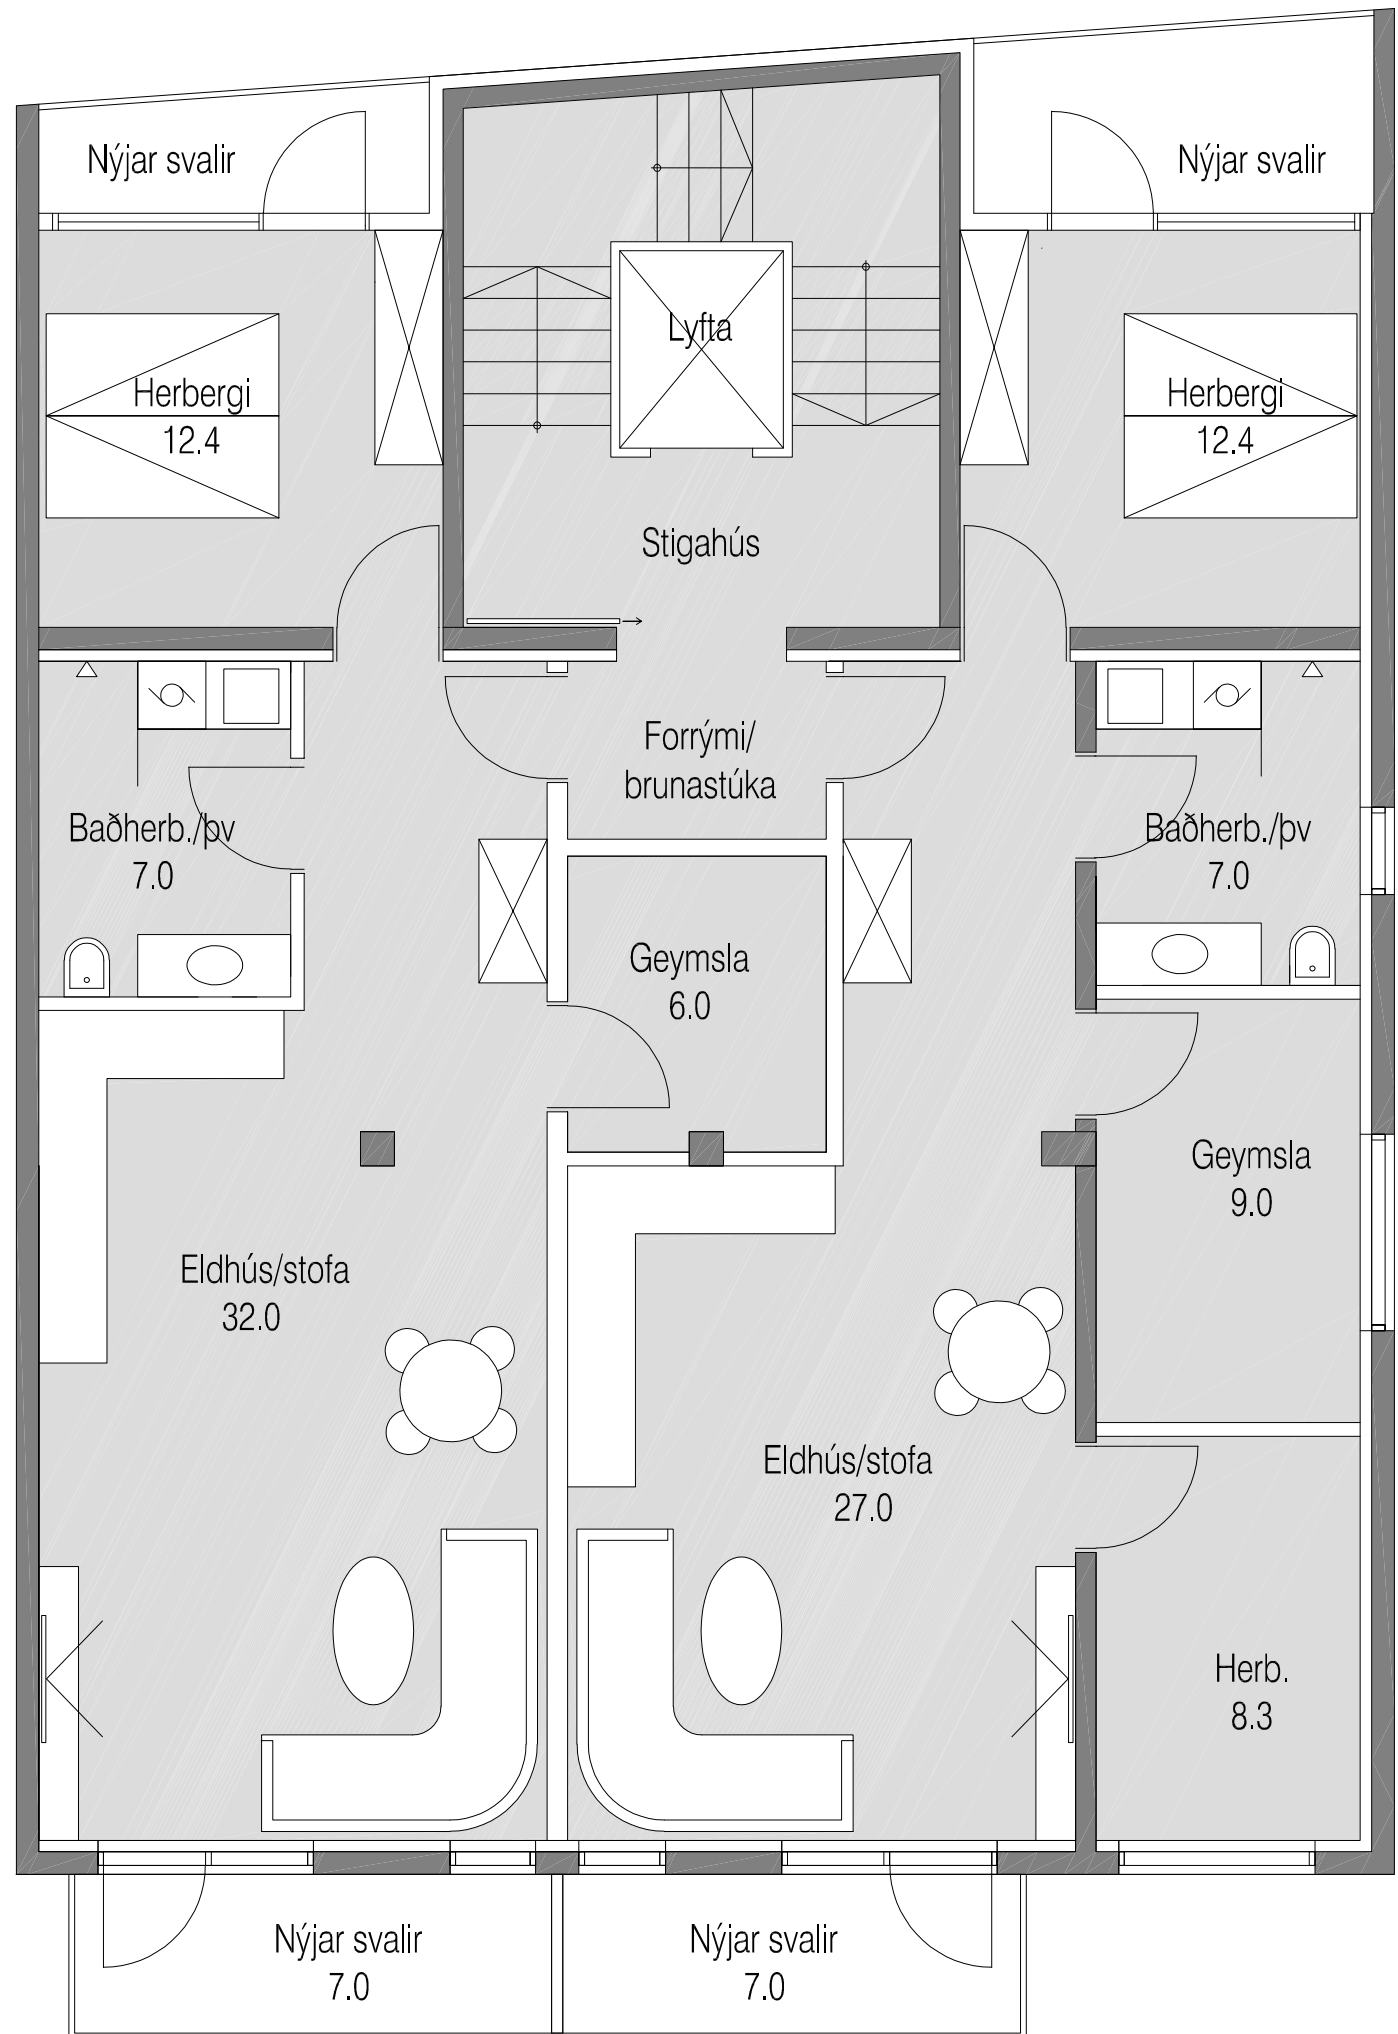 Nýjar svalir
Nýjar svalir
Lyfta
Herbergi
12.4
Herbergi
12.4
Stigahús
Forrými/
brunastúka
Baðherb./þv
7.0
Baðherb./þv
7.0
Geymsla
6.0
Geymsla
9.0
Eldhús/stofa
32.0
Eldhús/stofa
27.0
Herb.
8.3
Nýjar svalir
7.0
Nýjar svalir
7.0